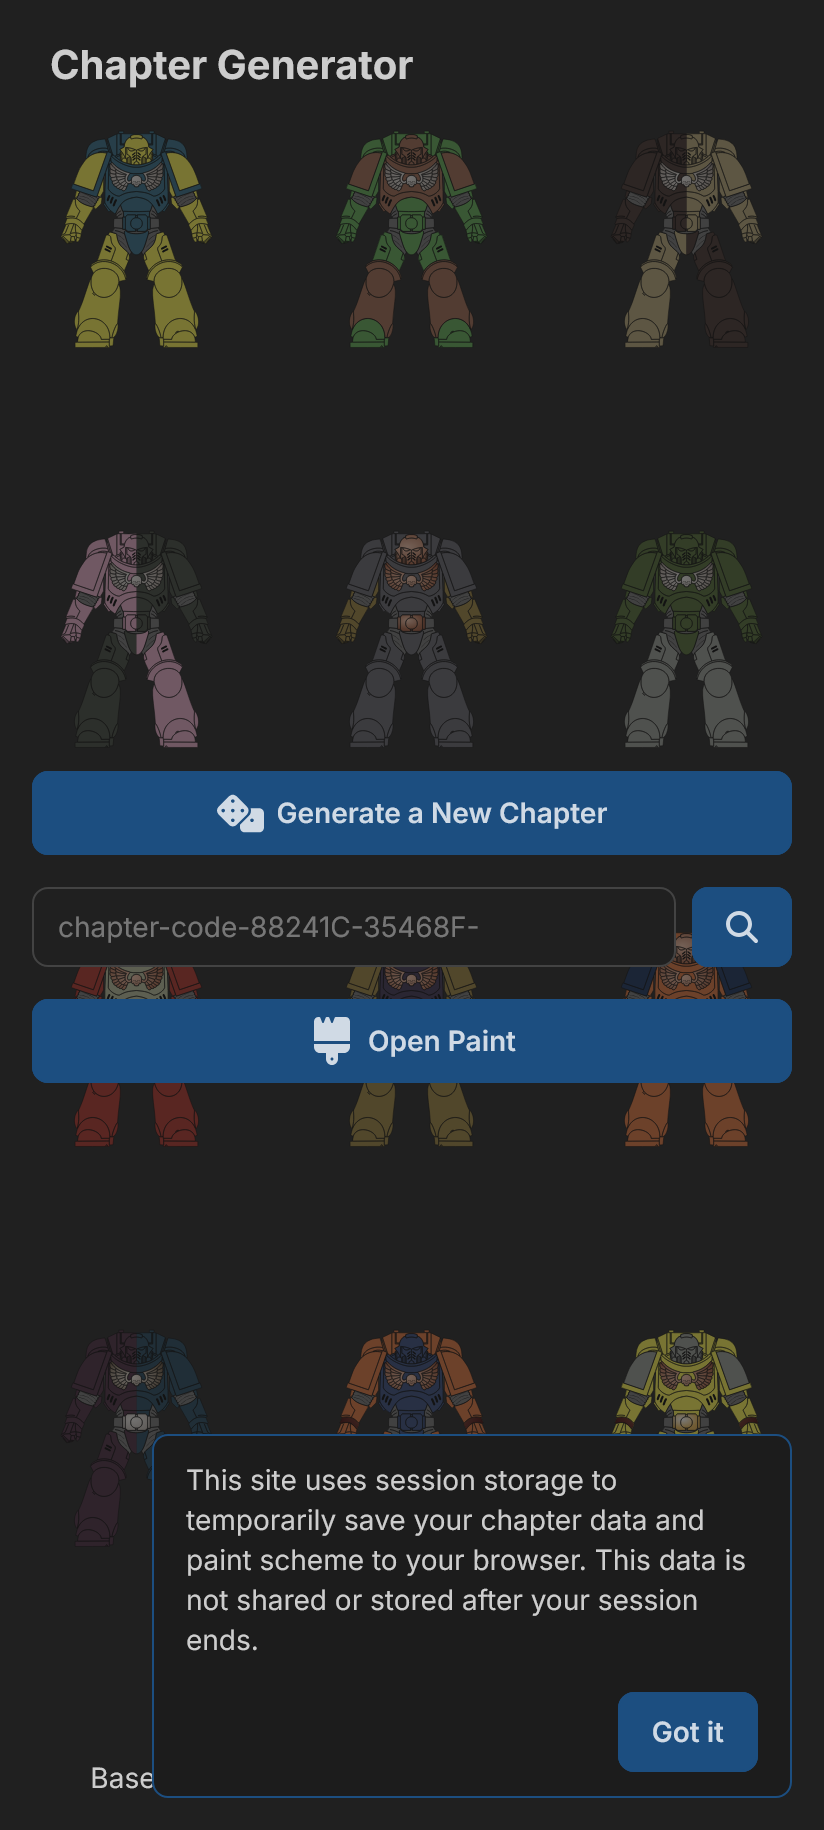 Chapter Generator
Generate a New Chapter
chapter-code-88241C-35468F-
Open Paint
This site uses session storage to
temporarily save your chapter data and
paint scheme to your browser. This data is
not shared or stored after your session
ends.
Got it
Base